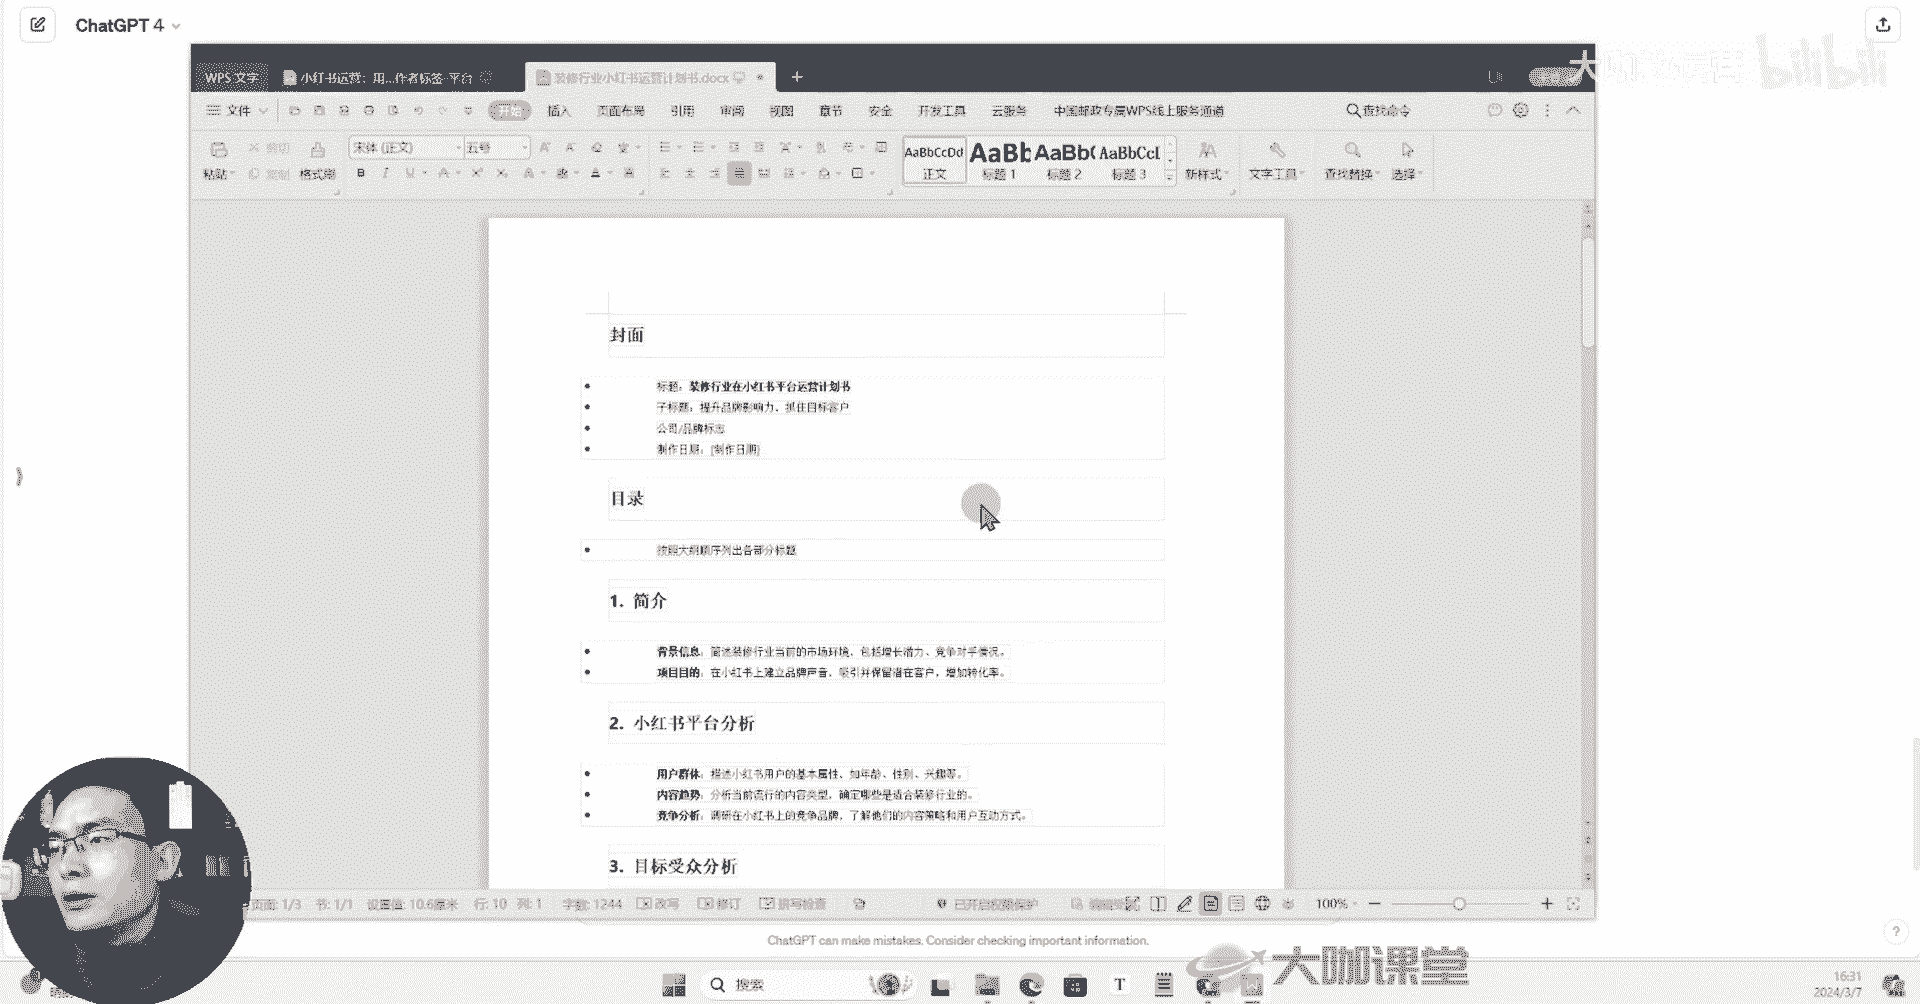 ChatGPT 4
bilibili
WPS 文字
小红书运营：用...作者标签-平台
装修行业小红书运营计划书.docx
文件
开始
插入
页面布局
引用
审阅
视图
章节
安全
开发工具
云服务
中国邮政专属WPS线上服务通道
查找命令
粘贴
剪切
复制
格式刷
宋体 (正文)
五号
AaBbCcDd
正文
AaBb
标题 1
AaBb(
标题 2
AaBbCcI
标题 3
新样式
文字工具
查找替换
选择
封面
标题：装修行业在小红书平台运营计划书
子标题：提升品牌影响力、抓住目标客户
公司/品牌标志
制作日期：[制作日期]
目录
按照大纲顺序列出各部分标题
1. 简介
背景信息：简述装修行业当前的市场环境，包括增长潜力、竞争对手情况。
项目目的：在小红书上建立品牌声音，吸引并保留潜在客户，增加转化率。
2. 小红书平台分析
用户群体：描述小红书用户的基本属性，如年龄、性别、兴趣等。
内容趋势：分析当前流行的内容类型，确定哪些是适合装修行业的。
竞争分析：调研在小红书上的竞争品牌，了解他们的内容策略和用户互动方式。
3. 目标受众分析
页面: 1/3 节: 1/1 设置值: 10.6厘米 行: 10 列: 1 字数: 1244 改写 修订 拼写检查
已开启权限保护
100%
ChatGPT can make mistakes. Consider checking important information.
?
大咖课堂
搜索
16:31
2024/3/7